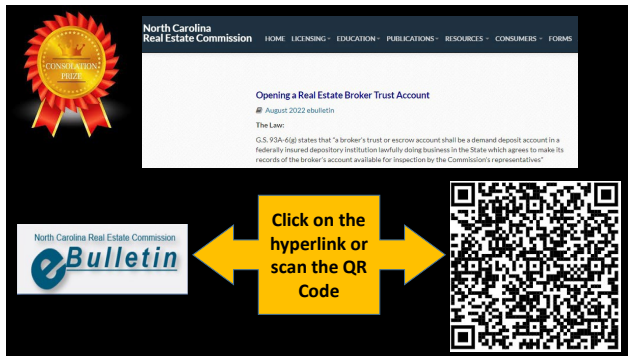 CONSOLATION
PRIZE
North Carolina
Real Estate Commission
HOME LICENSING EDUCATION PUBLICATIONS RESOURCES CONSUMERS FORMS
Opening a Real Estate Broker Trust Account
August 2022 ebulletin
The Law:
G.S. 93A-6(g) states that “a broker's trust or escrow account shall be a demand deposit account in a
federally insured depository institution lawfully doing business in the State which agrees to make its
records of the broker's account available for inspection by the Commission's representatives”
North Carolina Real Estate Commission
eBulletin
Click on the
hyperlink or
scan the QR
Code